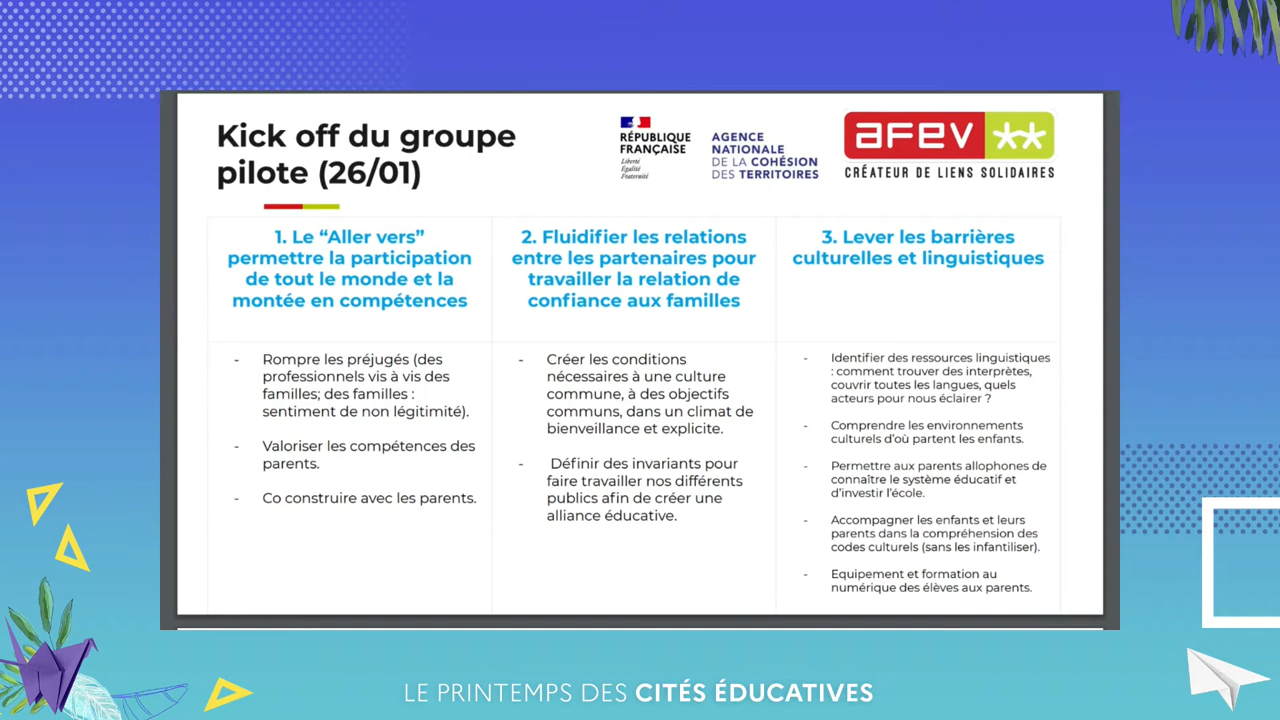 Kick off du groupe
pilote (26/01)
RÉPUBLIQUE
FRANÇAISE
Liberté
Égalité
Fraternité
AGENCE
NATIONALE
DE LA COHÉSION
DES TERRITOIRES
afev
CRÉATEUR DE LIENS SOLIDAIRES
1. Le “Aller vers”
permettre la participation
de tout le monde et la
montée en compétences
- Rompre les préjugés (des
professionnels vis à vis des
familles; des familles :
sentiment de non légitimité).
- Valoriser les compétences des
parents.
- Co construire avec les parents.
2. Fluidifier les relations
entre les partenaires pour
travailler la relation de
confiance aux familles
- Créer les conditions
nécessaires à une culture
commune, à des objectifs
communs, dans un climat de
bienveillance et explicite.
- Définir des invariants pour
faire travailler nos différents
publics afin de créer une
alliance éducative.
3. Lever les barrières
culturelles et linguistiques
- Identifier des ressources linguistiques
: comment trouver des interprètes,
couvrir toutes les langues, quels
acteurs pour nous éclairer ?
- Comprendre les environnements
culturels d’où partent les enfants.
- Permettre aux parents allophones de
connaître le système éducatif et
d’investir l’école.
- Accompagner les enfants et leurs
parents dans la compréhension des
codes culturels (sans les infantiliser).
- Equipement et formation au
numérique des élèves aux parents.
LE PRINTEMPS DES CITÉS ÉDUCATIVES